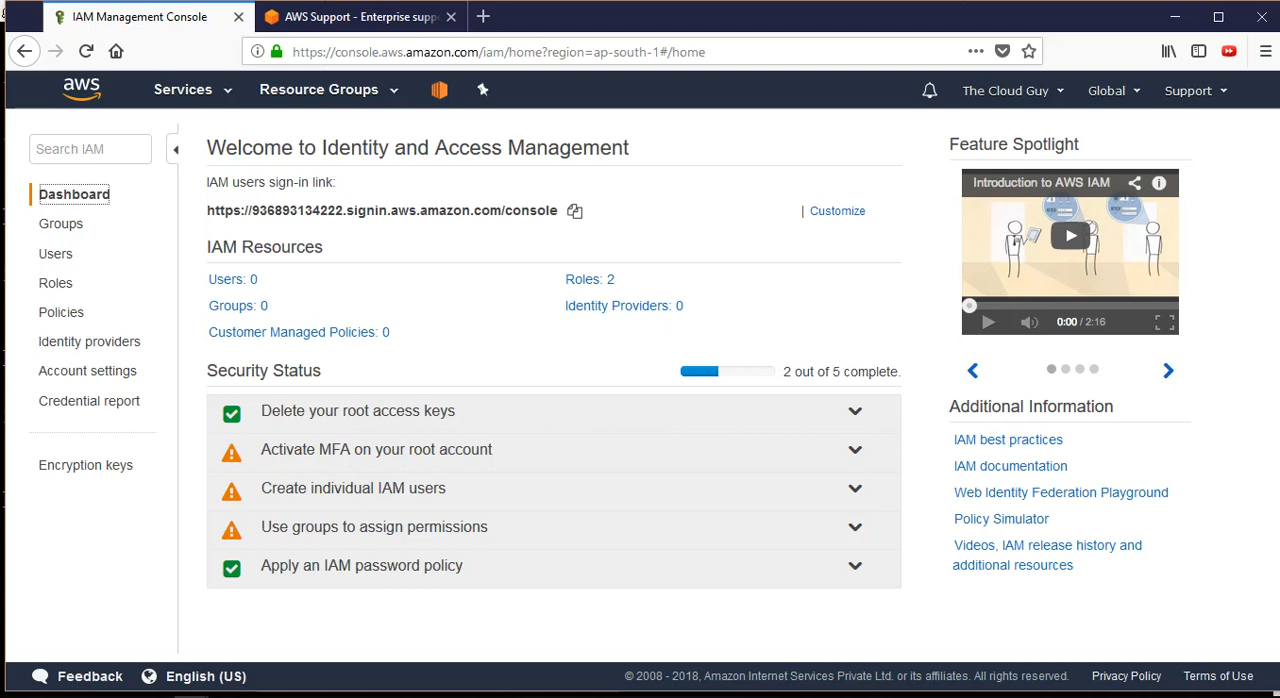 IAM Management Console
AWS Support - Enterprise supp
https://console.aws.amazon.com/iam/home?region=ap-south-1#/home
aws
Services
Resource Groups
The Cloud Guy
Global
Support
Search IAM
Dashboard
Groups
Users
Roles
Policies
Identity providers
Account settings
Credential report
Encryption keys
Welcome to Identity and Access Management
IAM users sign-in link:
https://936893134222.signin.aws.amazon.com/console
| Customize
IAM Resources
Users: 0
Roles: 2
Groups: 0
Identity Providers: 0
Customer Managed Policies: 0
Security Status
2 out of 5 complete.
Delete your root access keys
Activate MFA on your root account
Create individual IAM users
Use groups to assign permissions
Apply an IAM password policy
Feature Spotlight
Introduction to AWS IAM
0:00 / 2:16
Additional Information
IAM best practices
IAM documentation
Web Identity Federation Playground
Policy Simulator
Videos, IAM release history and
additional resources
Feedback
English (US)
© 2008 - 2018, Amazon Internet Services Private Ltd. or its affiliates. All rights reserved.
Privacy Policy
Terms of Use